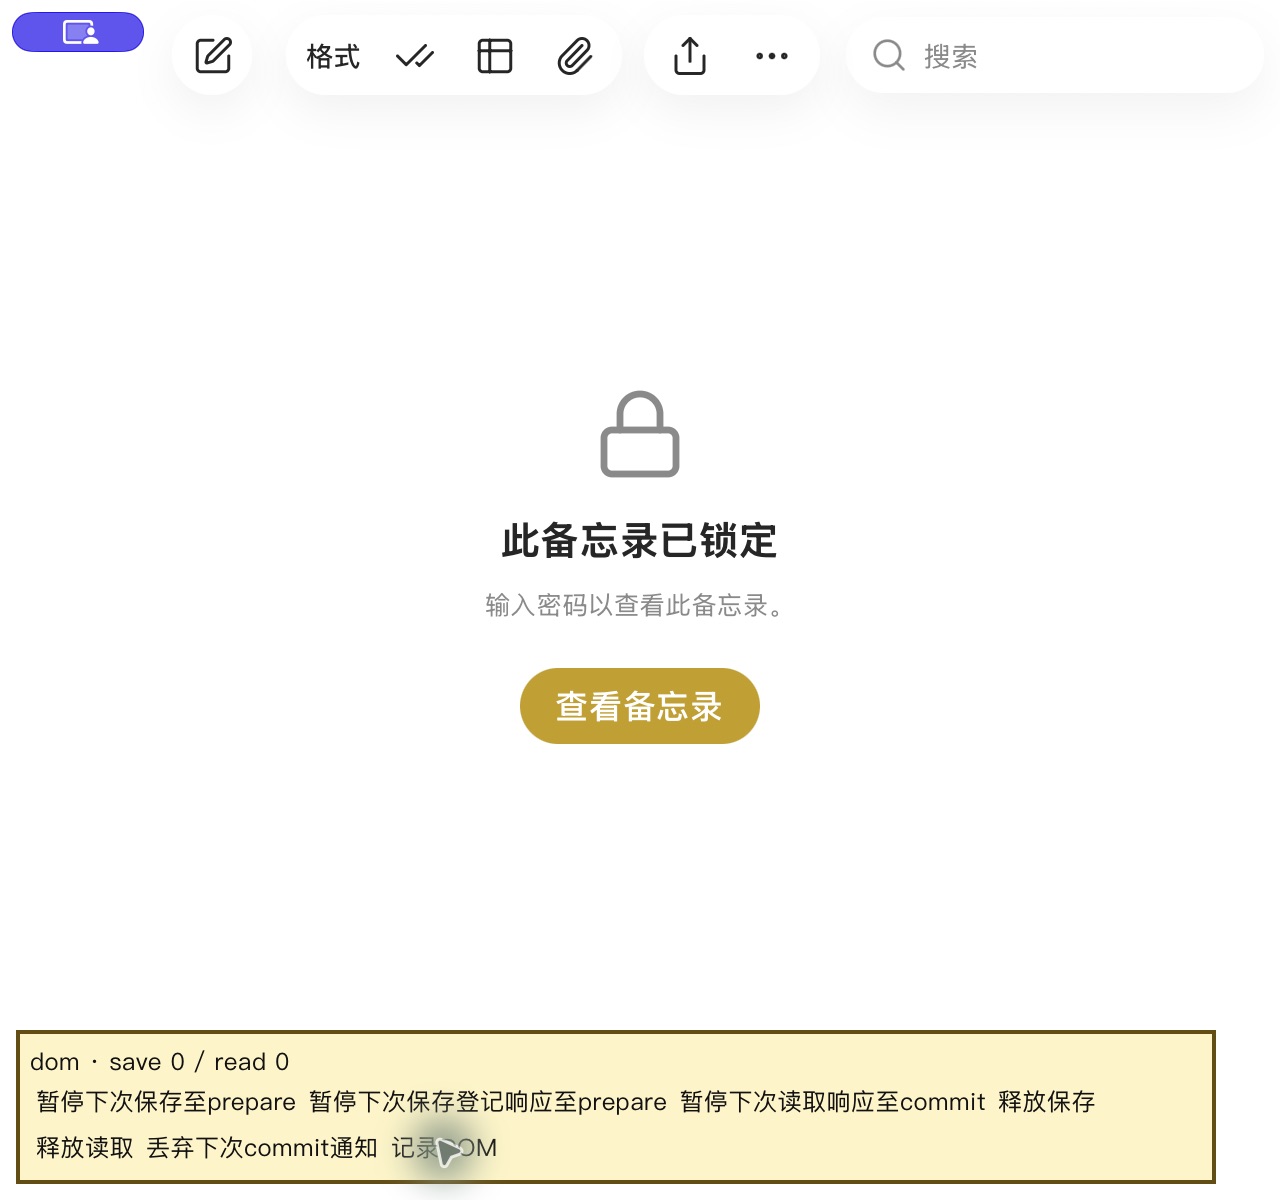 格式
搜索
此备忘录已锁定
输入密码以查看此备忘录。
查看备忘录
dom · save 0 / read 0
暂停下次保存至prepare 暂停下次保存登记响应至prepare 暂停下次读取响应至commit 释放保存
释放读取 丢弃下次commit通知 记录DOM